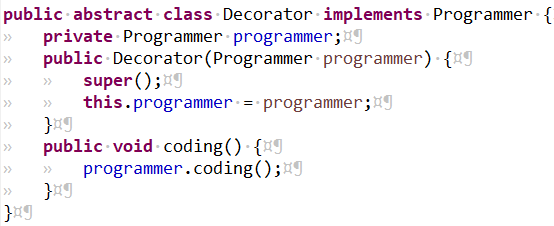 public abstract class Decorator implements Programmer {
private Programmer programmer;
public Decorator(Programmer programmer) {
super();
this.programmer = programmer;
}
public void coding() {
programmer.coding();
}
}